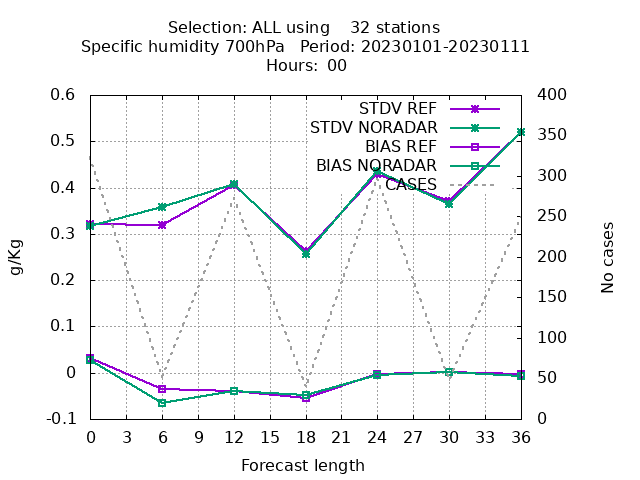 Selection: ALL using    32 stations
Specific humidity 700hPa   Period: 20230101-20230111
Hours:  00
0.6
0.5
0.4
0.3
0.2
0.1
0
-0.1
g/Kg
STDV REF
STDV NORADAR
BIAS REF
BIAS NORADAR
CASES
400
350
300
250
200
150
100
50
0
No cases
0 3 6 9 12 15 18 21 24 27 30 33 36
Forecast length